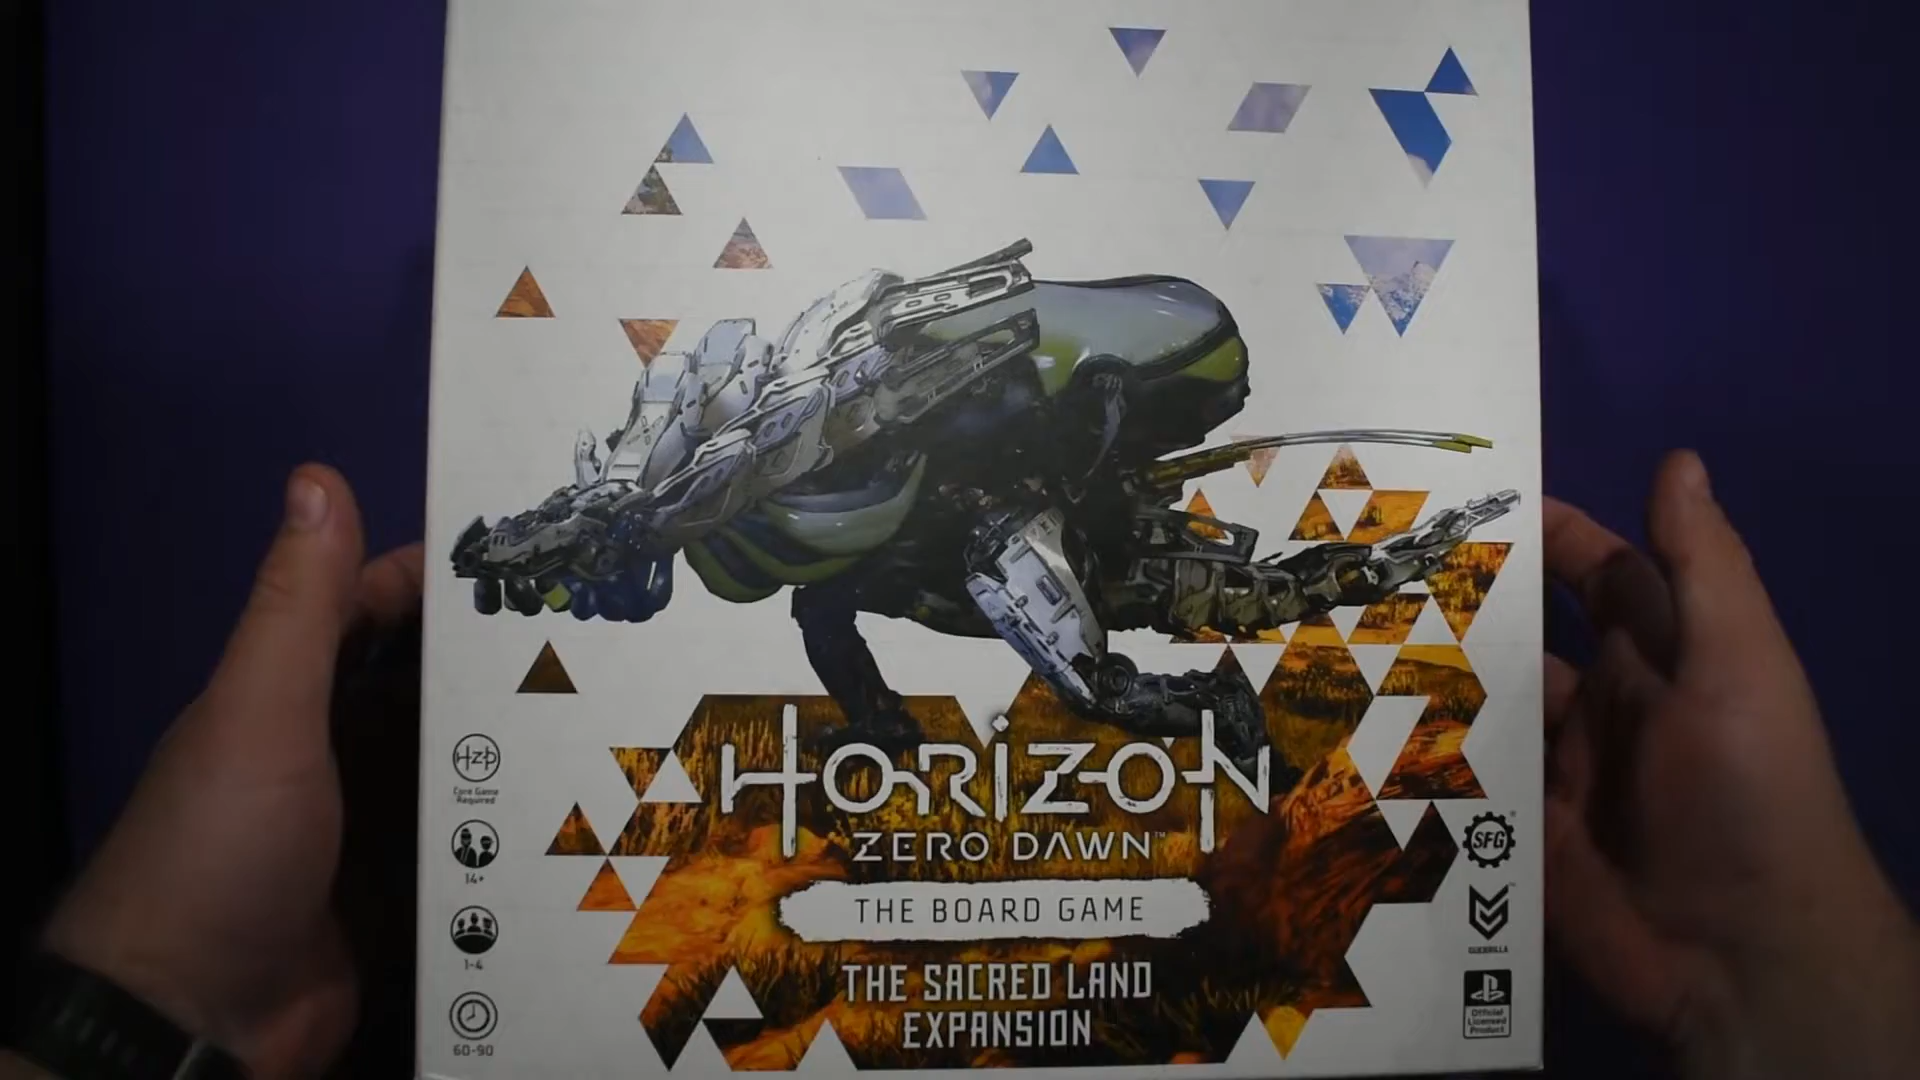 HZD
Core Game
Required
14+
1-4
60-90
HORIZON
ZERO DAWN™
THE BOARD GAME
THE SACRED LAND
EXPANSION
SFG®
GUERRILLA
Official
Licensed
Product